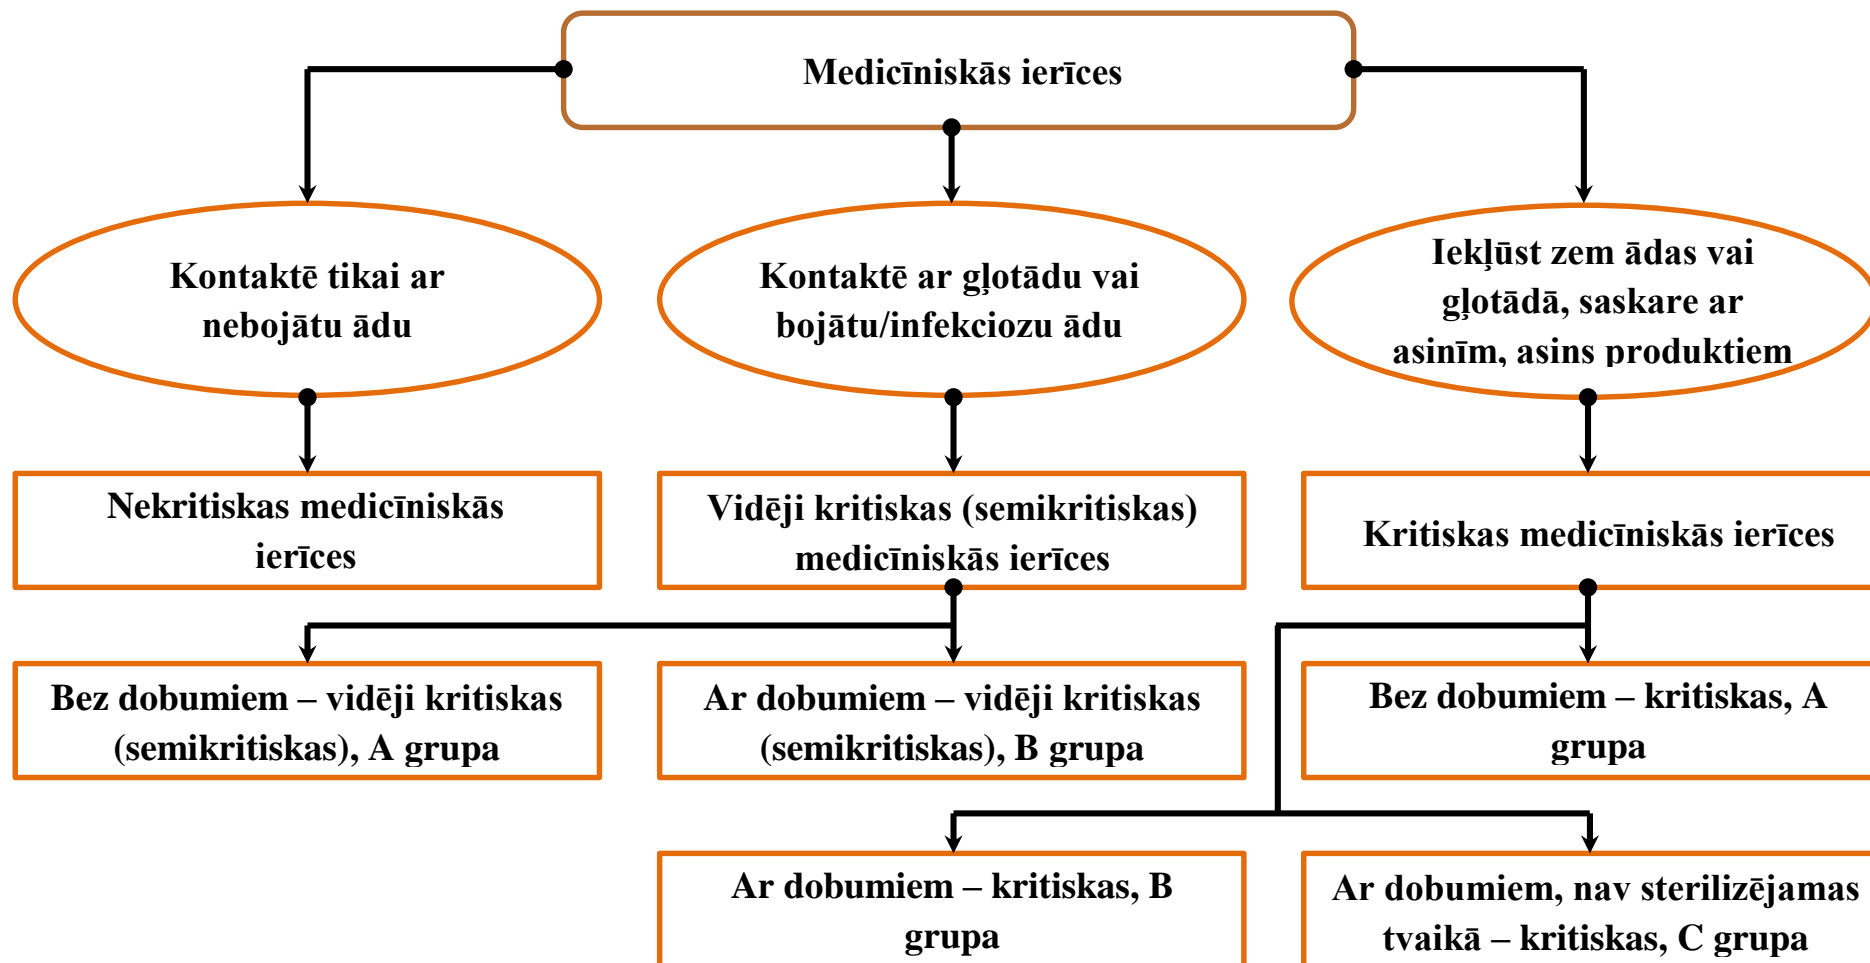 Medicīniskās ierīces
Kontaktē tikai ar
nebojātu ādu
Kontaktē ar gļotādu vai
bojātu/infekciozu ādu
Iekļūst zem ādas vai
gļotādā, saskare ar
asinīm, asins produktiem
Nekritiskas medicīniskās
ierīces
Vidēji kritiskas (semikritiskas)
medicīniskās ierīces
Kritiskas medicīniskās ierīces
Bez dobumiem – vidēji kritiskas
(semikritiskas), A grupa
Ar dobumiem – vidēji kritiskas
(semikritiskas), B grupa
Bez dobumiem – kritiskas, A
grupa
Ar dobumiem – kritiskas, B
grupa
Ar dobumiem, nav sterilizējamas
tvaikā – kritiskas, C grupa